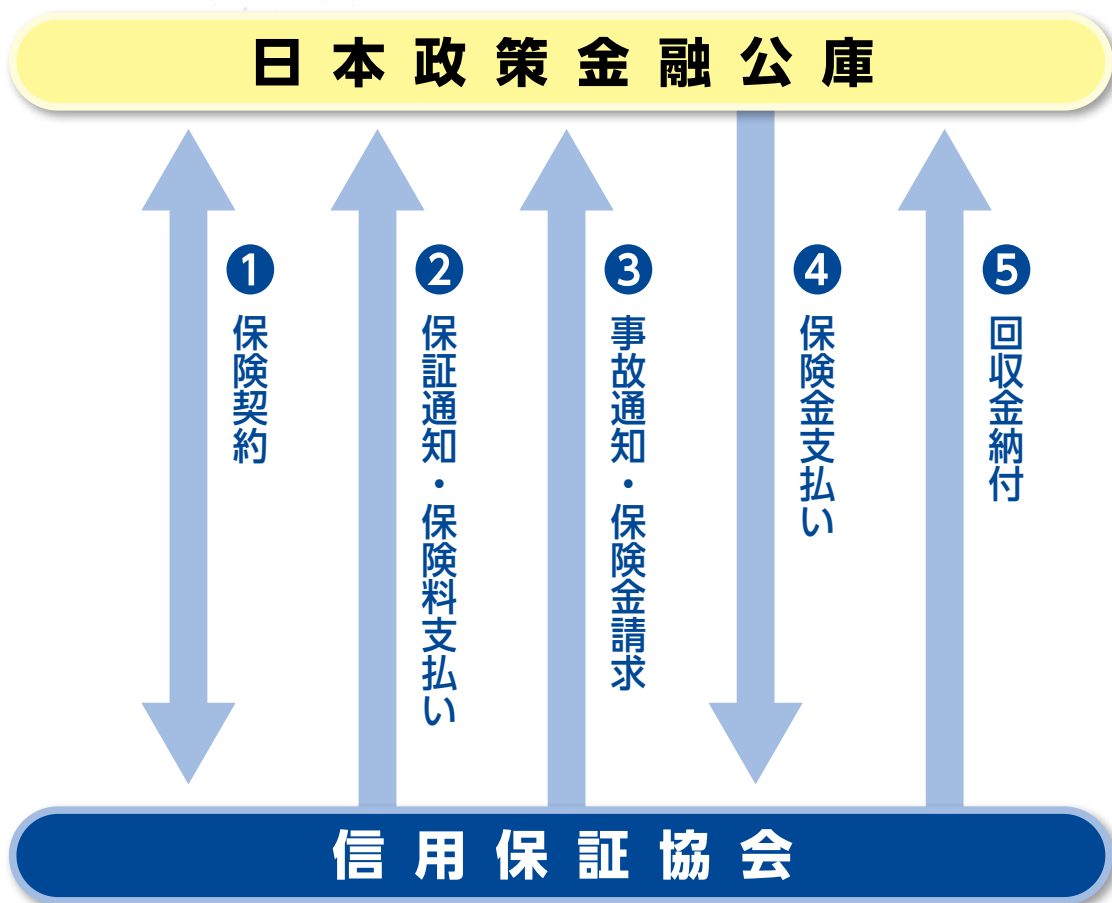 日本政策金融公庫
1
保険契約
2
保証通知・保険料支払い
3
事故通知・保険金請求
4
保険金支払い
5
回収金納付
信用保証協会